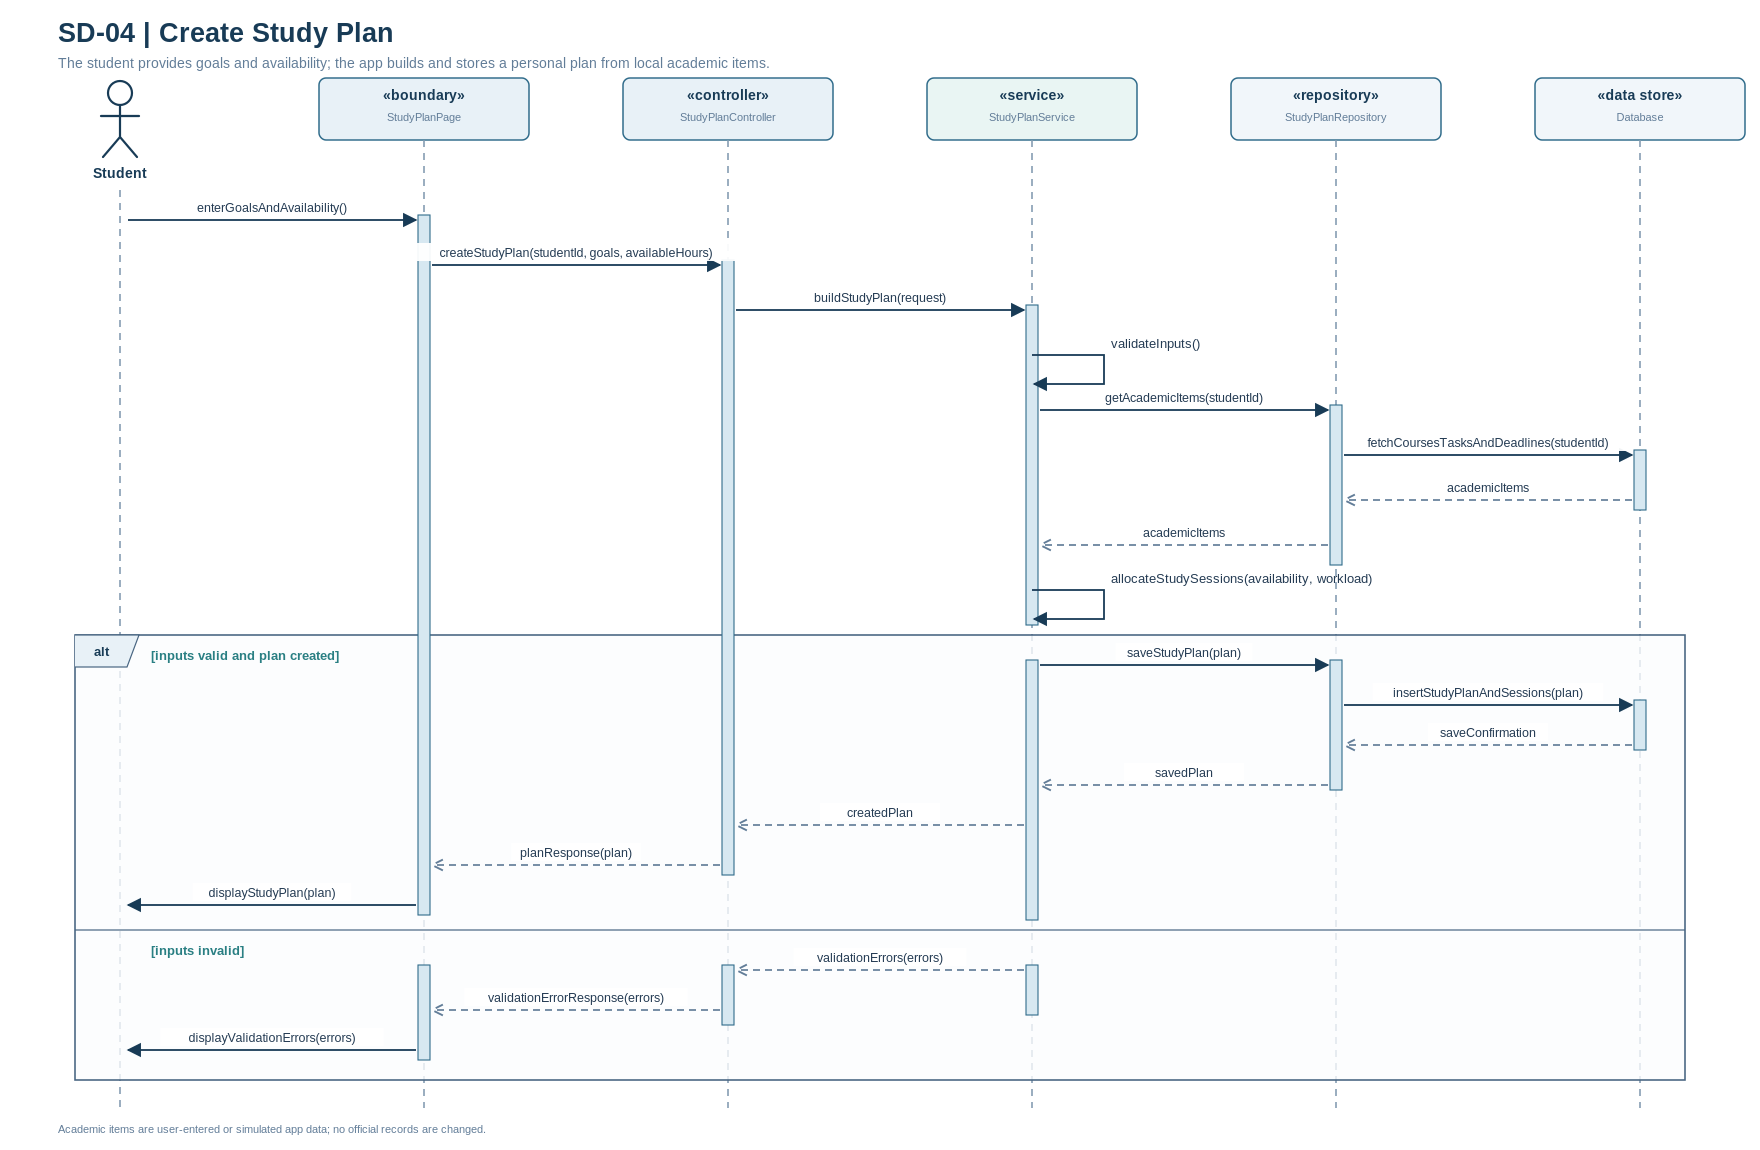 SD-04 | Create Study Plan
The student provides goals and availability; the app builds and stores a personal plan from local academic items.
«boundary»
StudyPlanPage
«controller»
StudyPlanController
«service»
StudyPlanService
«repository»
StudyPlanRepository
«data store»
Database
Student
enterGoalsAndAvailability()
createStudyPlan(studentId, goals, availableHours)
buildStudyPlan(request)
validateInputs()
getAcademicItems(studentId)
fetchCoursesTasksAndDeadlines(studentId)
academicItems
academicItems
allocateStudySessions(availability, workload)
alt
[inputs valid and plan created]
saveStudyPlan(plan)
insertStudyPlanAndSessions(plan)
saveConfirmation
savedPlan
createdPlan
planResponse(plan)
displayStudyPlan(plan)
[inputs invalid]
validationErrors(errors)
validationErrorResponse(errors)
displayValidationErrors(errors)
Academic items are user-entered or simulated app data; no official records are changed.